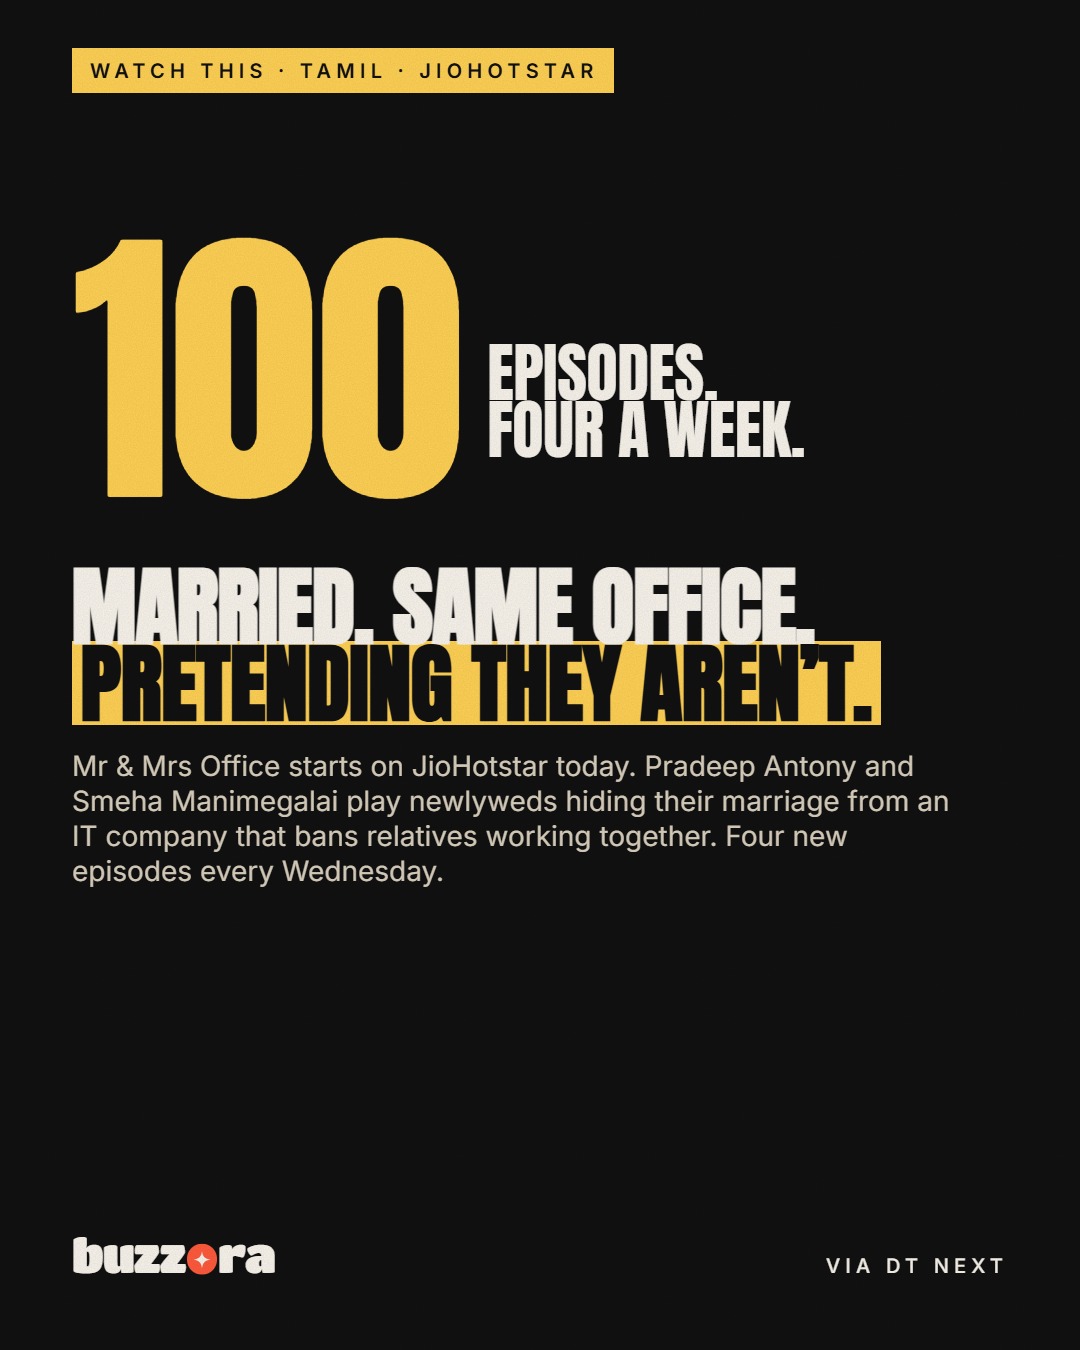 WATCH THIS · TAMIL · JIOHOTSTAR
100
EPISODES.
FOUR A WEEK.
MARRIED. SAME OFFICE.
PRETENDING THEY AREN’T.
Mr & Mrs Office starts on JioHotstar today. Pradeep Antony and
Smeha Manimegalai play newlyweds hiding their marriage from an
IT company that bans relatives working together. Four new
episodes every Wednesday.
buzzora
VIA DT NEXT